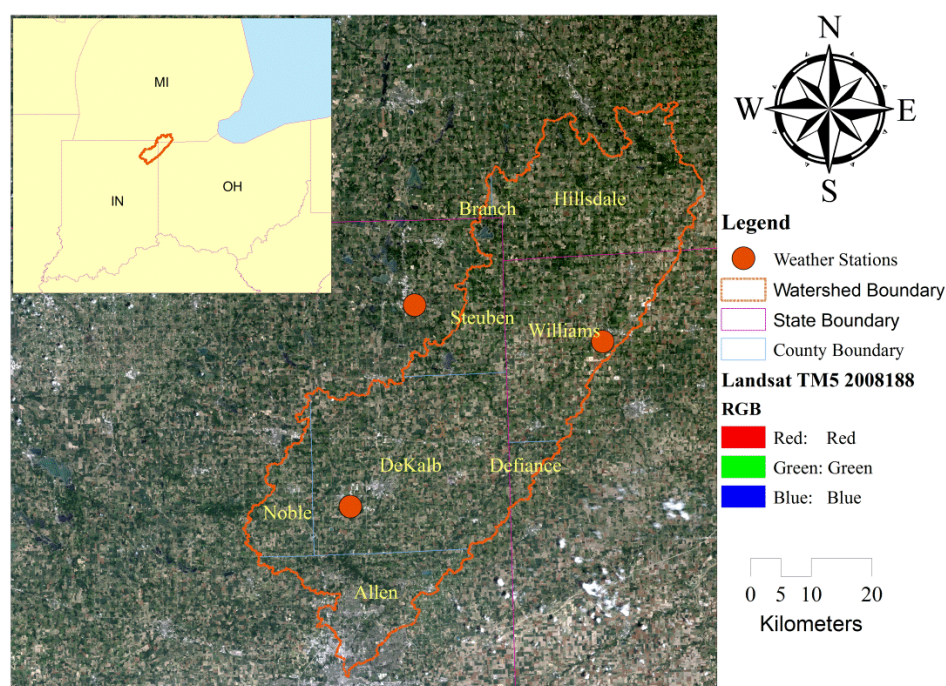 MI
IN
OH
Branch
Hillsdale
Steuben
Williams
DeKalb
Defiance
Noble
Allen
N
W
E
S
Legend
Weather Stations
Watershed Boundary
State Boundary
County Boundary
Landsat TM5 2008188
RGB
Red: Red
Green: Green
Blue: Blue
0 5 10 20
Kilometers